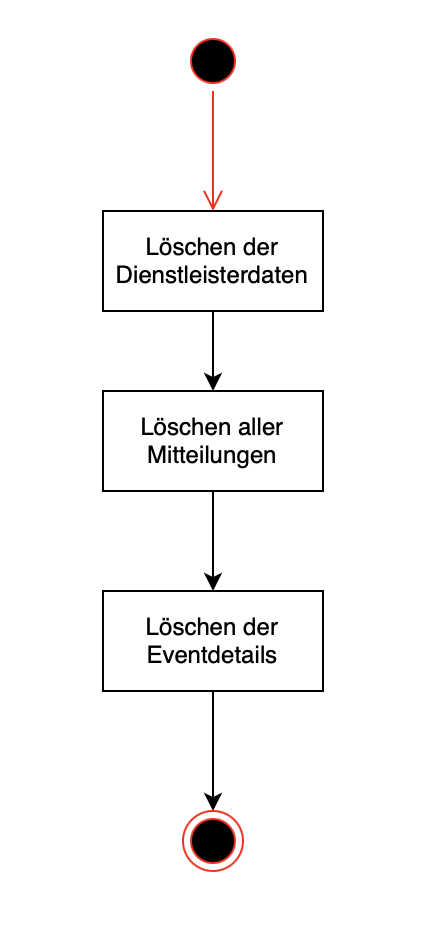 Löschen der
Dienstleisterdaten
Löschen aller
Mitteilungen
Löschen der
Eventdetails